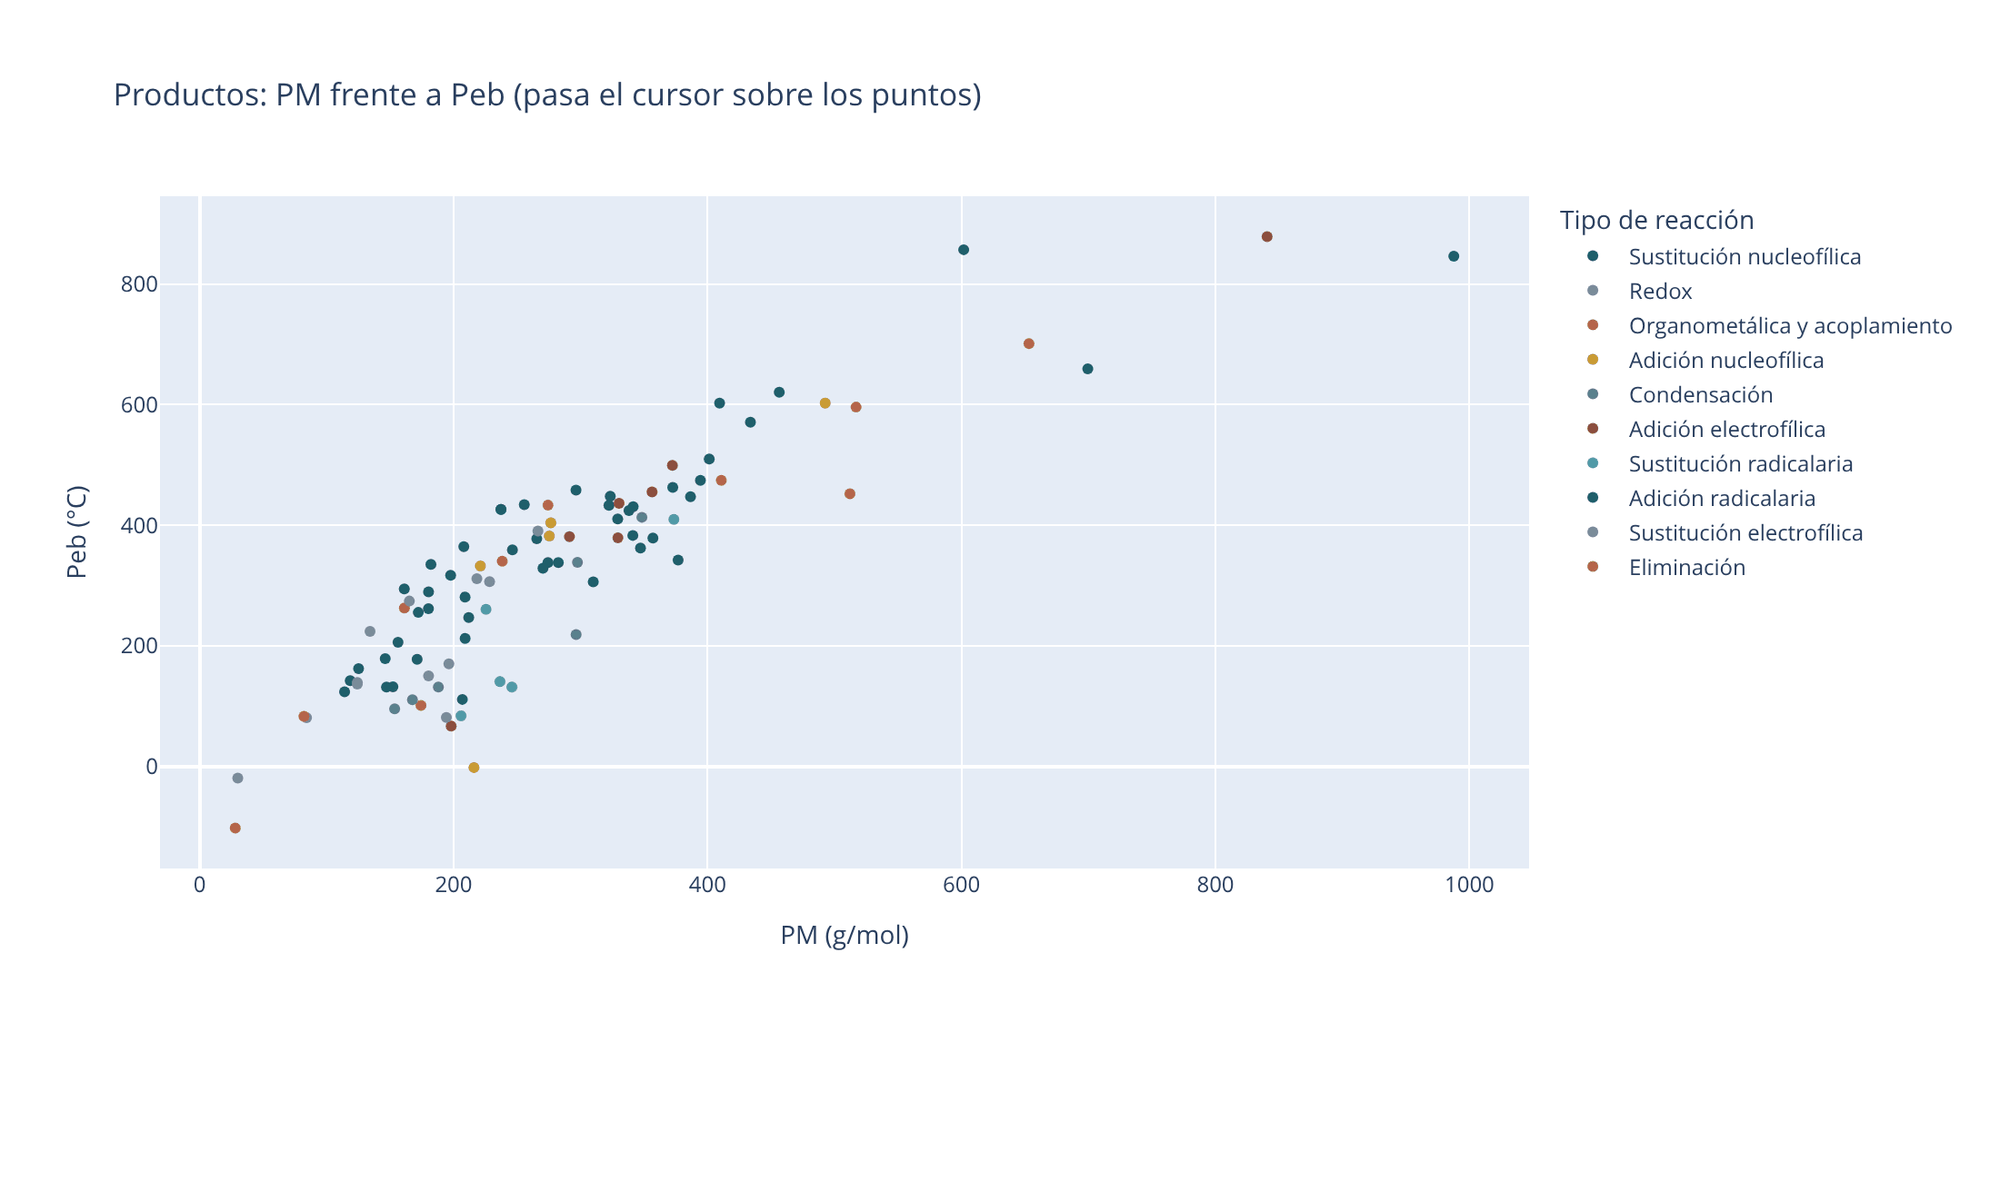 Productos: PM frente a Peb (pasa el cursor sobre los puntos)
Tipo de reacción
Sustitución nucleofílica
Redox
Organometálica y acoplamiento
Adición nucleofílica
Condensación
Adición electrofílica
Sustitución radicalaria
Adición radicalaria
Sustitución electrofílica
Eliminación
Peb (°C)
800
600
400
200
0
0
200
400
600
800
1000
PM (g/mol)